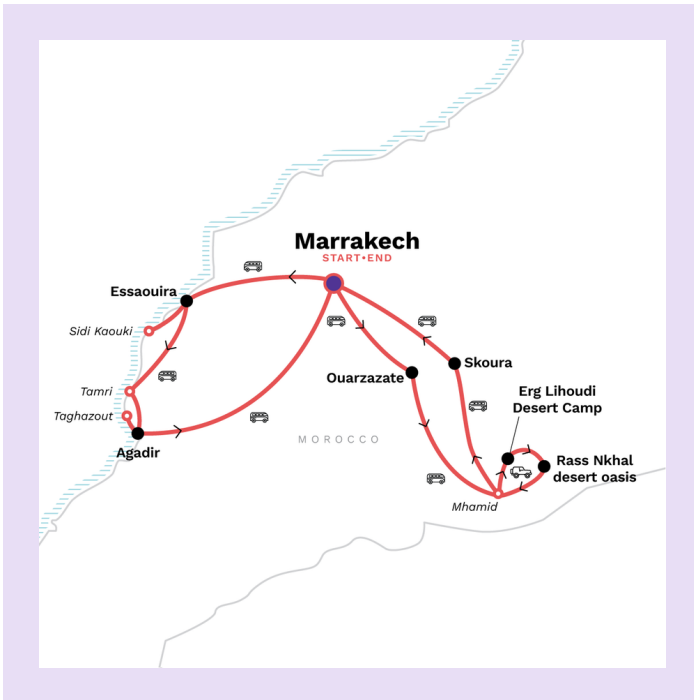 Marrakech
START•END
Essaouira
Sidi Kaouki
Tamri
Taghazout
Agadir
Ouarzazate
Skoura
Erg Lihoudi
Desert Camp
MOROCCO
Rass Nkhal
desert oasis
Mhamid